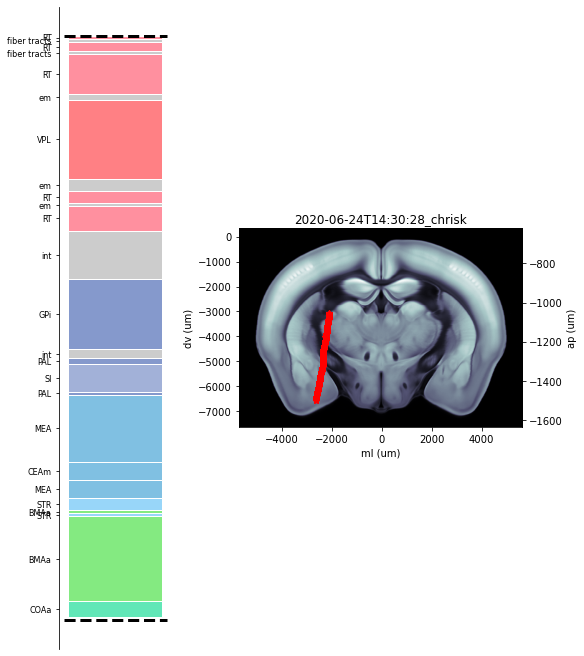 RT
fiber tracts
RT
fiber tracts
RT
em
VPL
em
RT
em
RT
int
GPi
int
PAL
SI
PAL
MEA
CEAm
MEA
STR
BMAa
STR
BMAa
COAa
2020-06-24T14:30:28_chrisk
0
−1000
−2000
−3000
−4000
−5000
−6000
−7000
dv (um)
−4000
−2000
0
2000
4000
ml (um)
−800
−1000
−1200
−1400
−1600
ap (um)